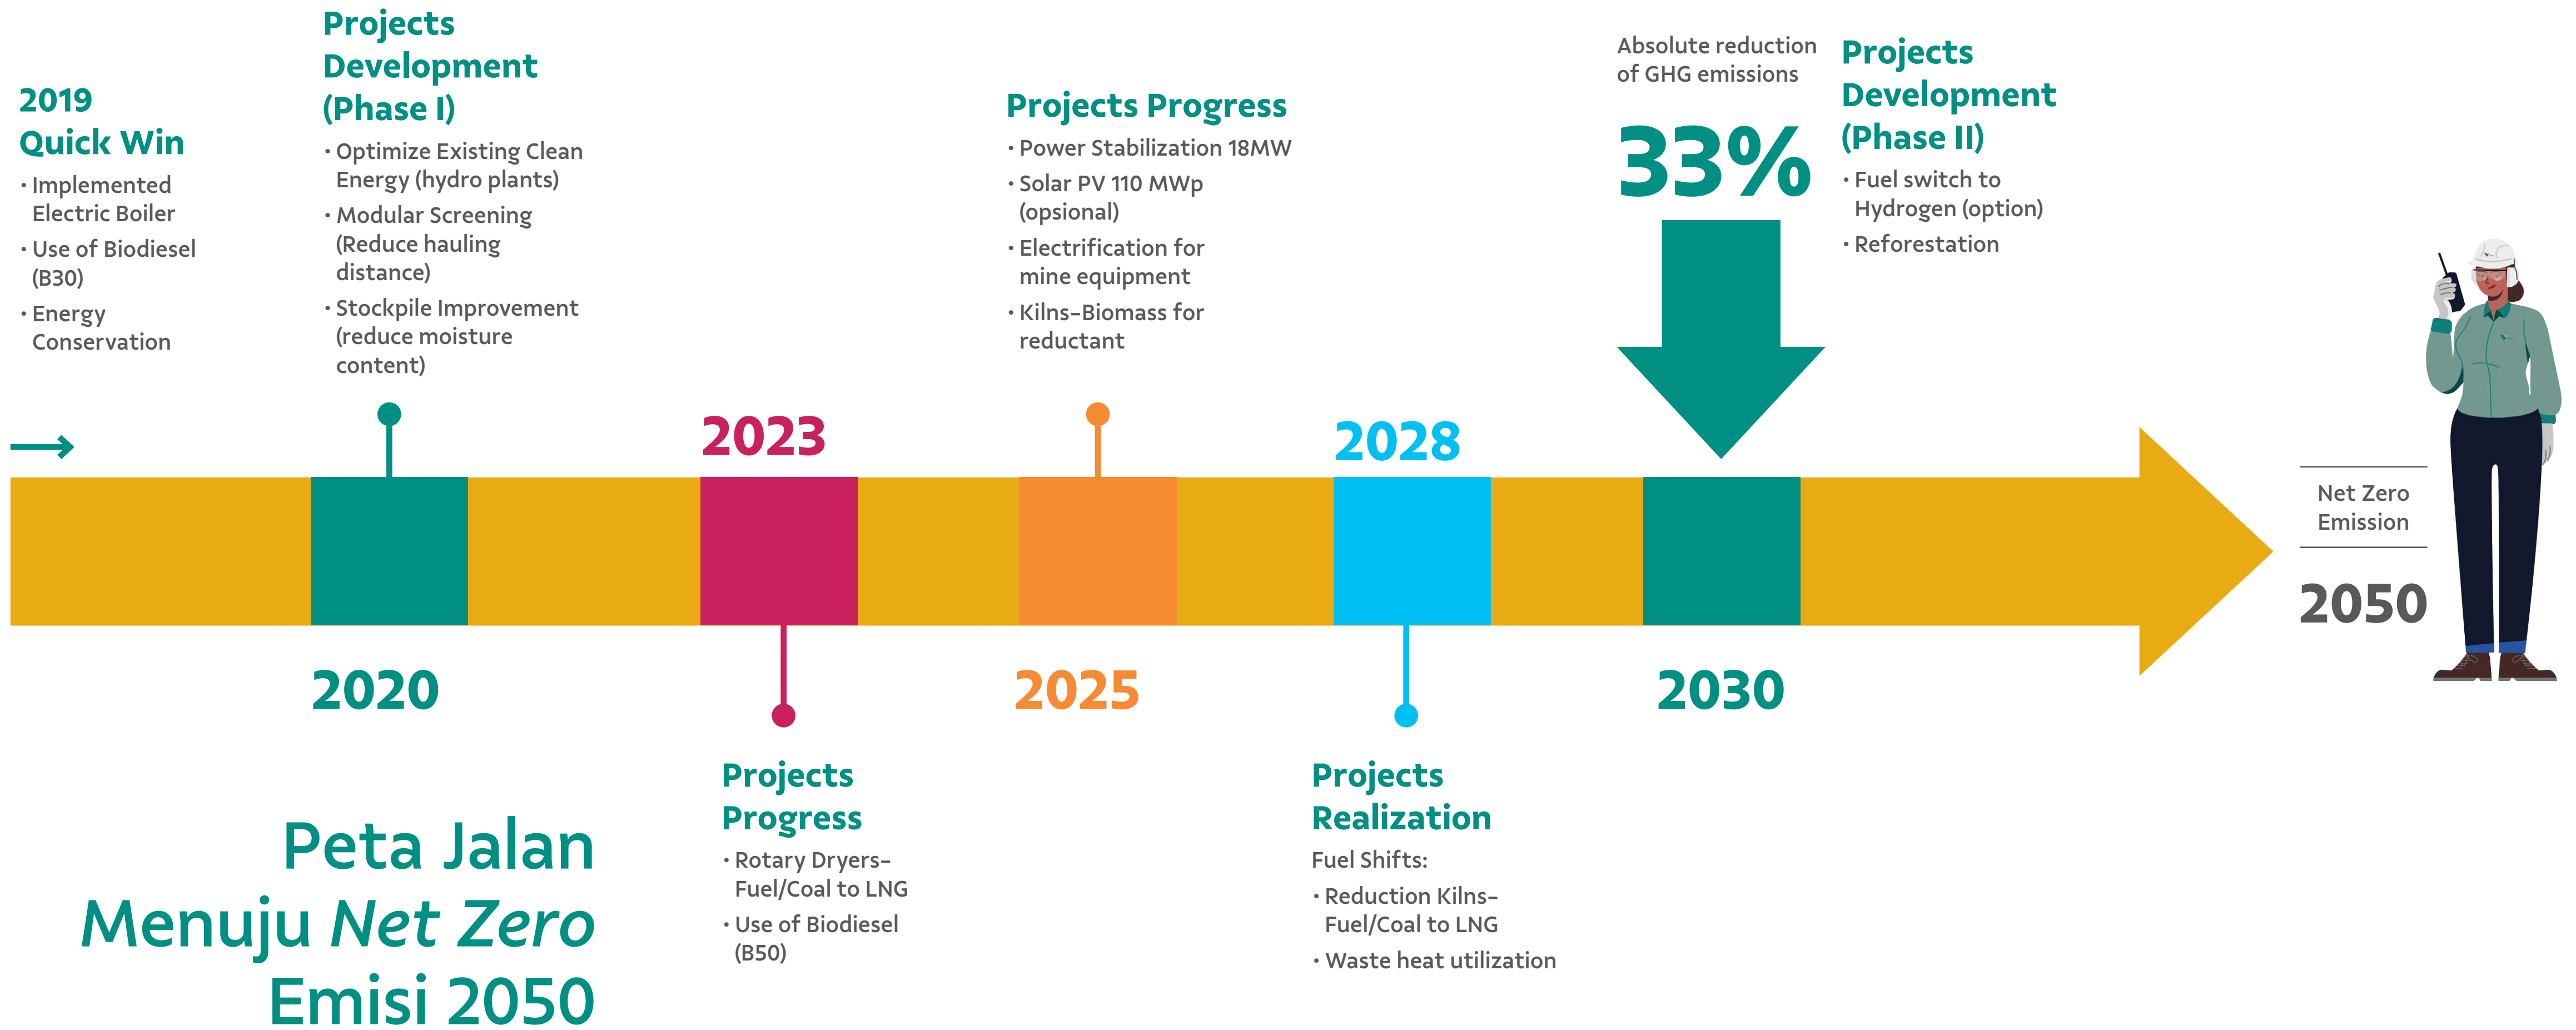 2019
Quick Win
• Implemented
Electric Boiler
• Use of Biodiesel
(B30)
• Energy
Conservation
Projects
Development
(Phase I)
• Optimize Existing Clean
Energy (hydro plants)
• Modular Screening
(Reduce hauling
distance)
• Stockpile Improvement
(reduce moisture
content)
2020
2023
Projects
Progress
• Rotary Dryers–
Fuel/Coal to LNG
• Use of Biodiesel
(B50)
Projects Progress
• Power Stabilization 18MW
• Solar PV 110 MWp
(opsional)
• Electrification for
mine equipment
• Kilns–Biomass for
reductant
2025
2028
Projects
Realization
Fuel Shifts:
• Reduction Kilns–
Fuel/Coal to LNG
• Waste heat utilization
Absolute reduction
of GHG emissions
33%
2030
Projects
Development
(Phase II)
• Fuel switch to
Hydrogen (option)
• Reforestation
Net Zero
Emission
2050
Peta Jalan
Menuju Net Zero
Emisi 2050